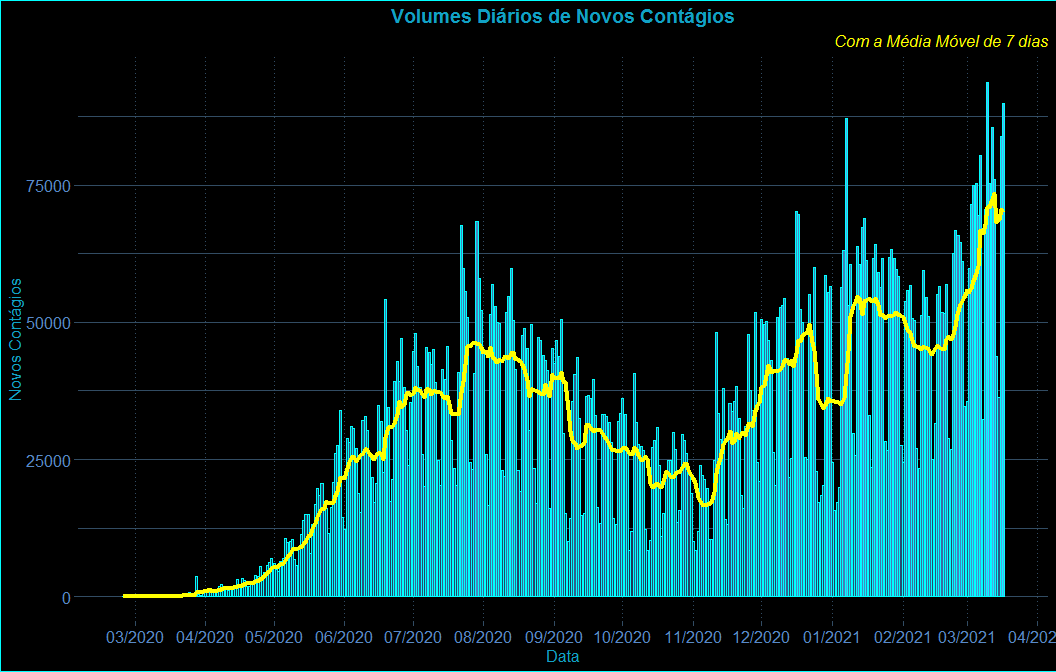 Volumes Diários de Novos Contágios
Com a Média Móvel de 7 dias
Novos Contágios
75000
50000
25000
0
03/2020 04/2020 05/2020 06/2020 07/2020 08/2020 09/2020 10/2020 11/2020 12/2020 01/2021 02/2021 03/2021 04/202
Data